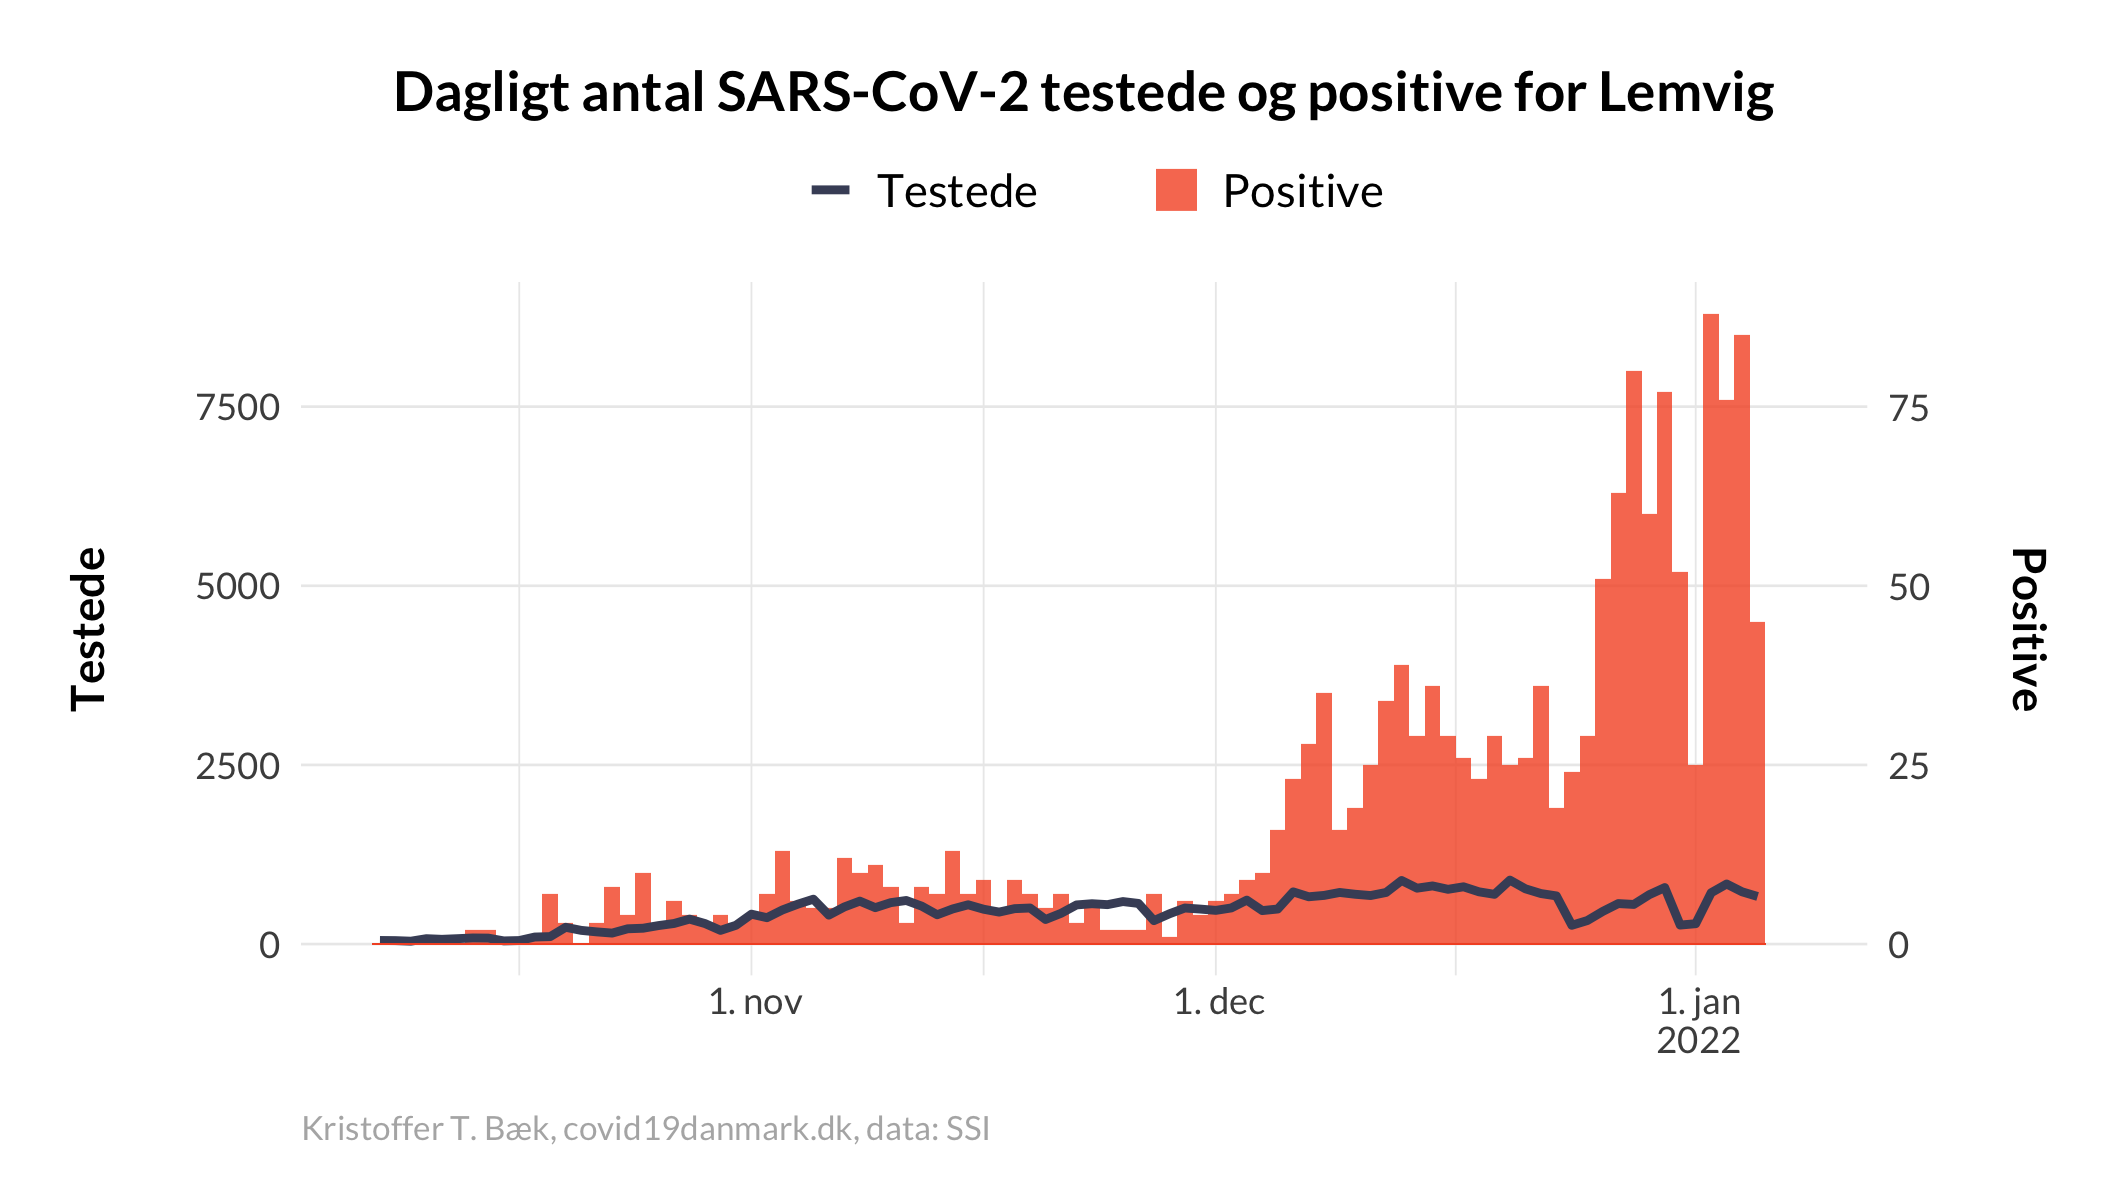 Dagligt antal SARS-CoV-2 testede og positive for Lemvig
Testede
Positive
7500
5000
2500
0
75
50
25
0
Testede
Positive
1. nov
1. dec
1. jan
2022
Kristoffer T. Bæk, covid19danmark.dk, data: SSI